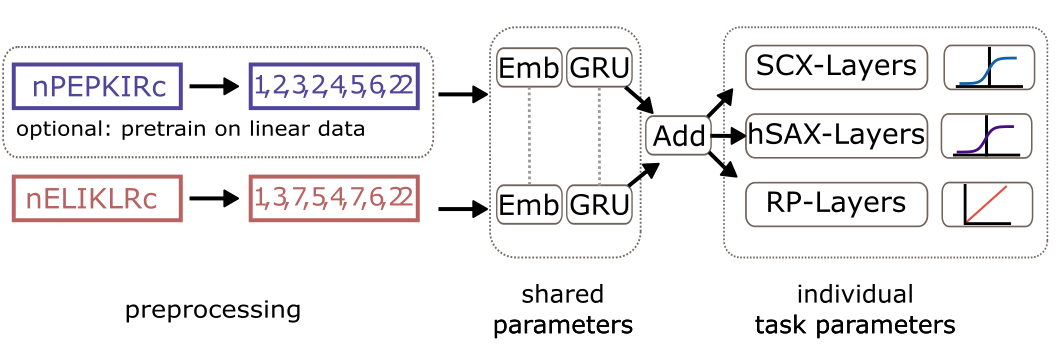 nPEPKIRc
1,2,3,2,4,5,6,22
optional: pretrain on linear data
nELIKLRc
1,3,7,5,4,7,6,22
preprocessing
Emb GRU
Emb GRU
shared
parameters
Add
SCX-Layers
hSAX-Layers
RP-Layers
individual
task parameters